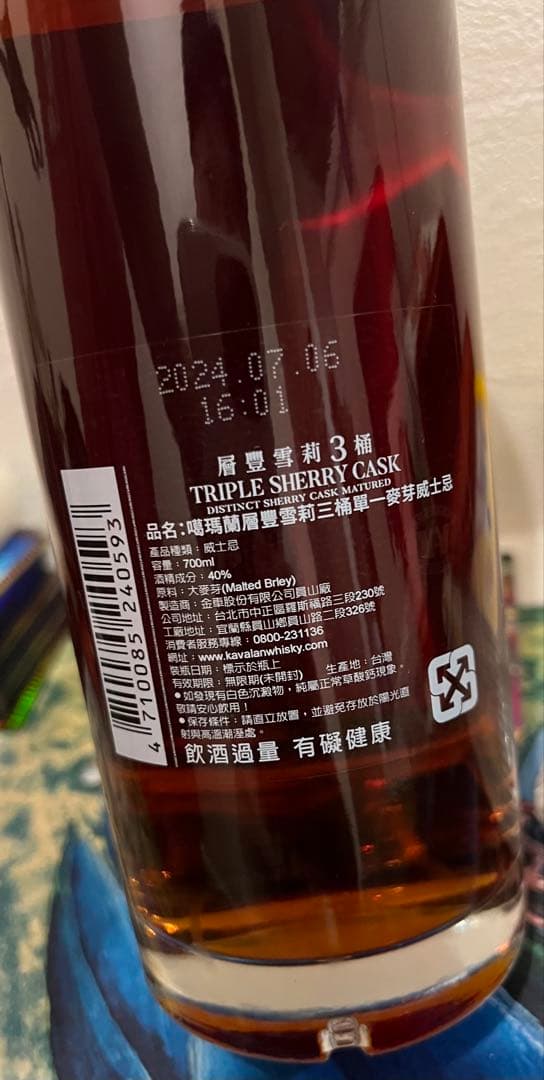 2024.07.06
16:01
層豐雪莉3桶
TRIPLE SHERRY CASK
DISTINCT SHERRY CASK MATURED
品名:噶瑪蘭層豐雪莉三桶單一麥芽威士忌
產品種類:威士忌
容量:700ml
酒精成分:40%
原料:大麥芽(Malted Brley)
製造商:金車股份有限公司員山廠
公司地址:台北市中正區羅斯福路三段230號
工廠地址:宜蘭縣員山鄉員山路二段326號
消費者服務專線:0800-231136
網址:www.kavalanwhisky.com
裝瓶日期:標示於瓶上
有效期限:無限期(未開封) 生產地:台灣
●如發現有白色沉澱物,純屬正常草酸鈣現象。
敬請安心飲用!
●保存條件:請直立放置,並避免存放於陽光直
射與高溫潮溼處。
飲酒過量 有礙健康
4 710085 240593